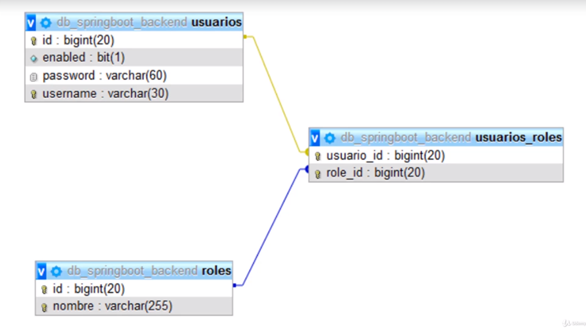 db_springboot_backend usuarios
id : bigint(20)
enabled : bit(1)
password : varchar(60)
username : varchar(30)
db_springboot_backend usuarios_roles
usuario_id : bigint(20)
role_id : bigint(20)
db_springboot_backend roles
id : bigint(20)
nombre : varchar(255)